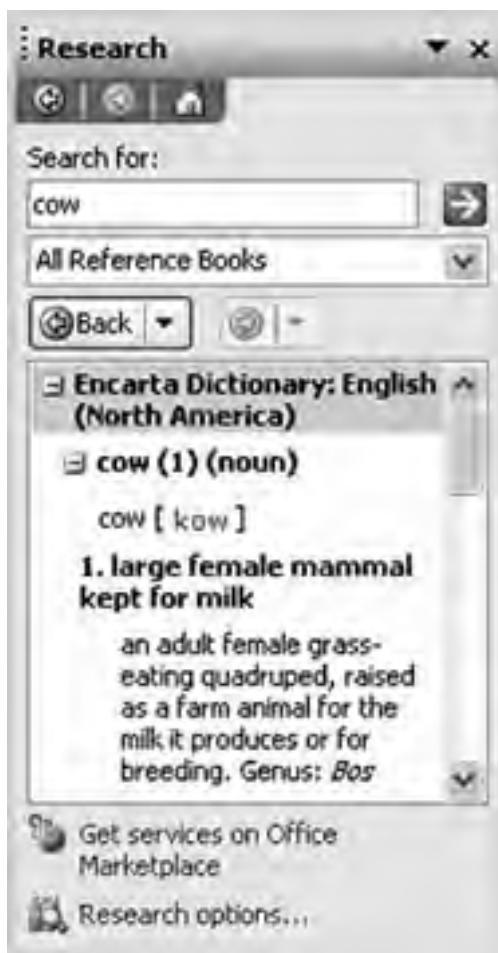 Research
Search for:
cow
All Reference Books
Back
Encarta Dictionary: English
(North America)
cow (1) (noun)
cow [ kow ]
1. large female mammal
kept for milk
an adult female grass-
eating quadruped, raised
as a farm animal for the
milk it produces or for
breeding. Genus: Bos
Get services on Office
Marketplace
Research options...